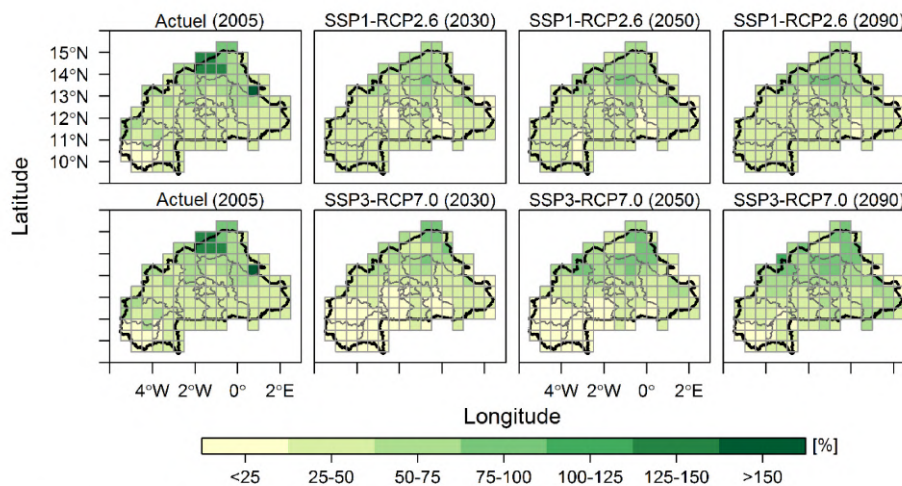 Actuel (2005) SSP1-RCP2.6 (2030) SSP1-RCP2.6 (2050) SSP1-RCP2.6 (2090)
15°N
14°N
13°N
12°N
11°N
10°N
Latitude
Actuel (2005) SSP3-RCP7.0 (2030) SSP3-RCP7.0 (2050) SSP3-RCP7.0 (2090)
4°W 2°W 0° 2°E 4°W 2°W 0° 2°E
Longitude
[%]
<25 25-50 50-75 75-100 100-125 125-150 >150